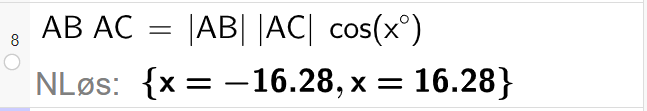 8
AB AC = |AB| |AC| cos(x°)
NLøs: {x = −16.28, x = 16.28}